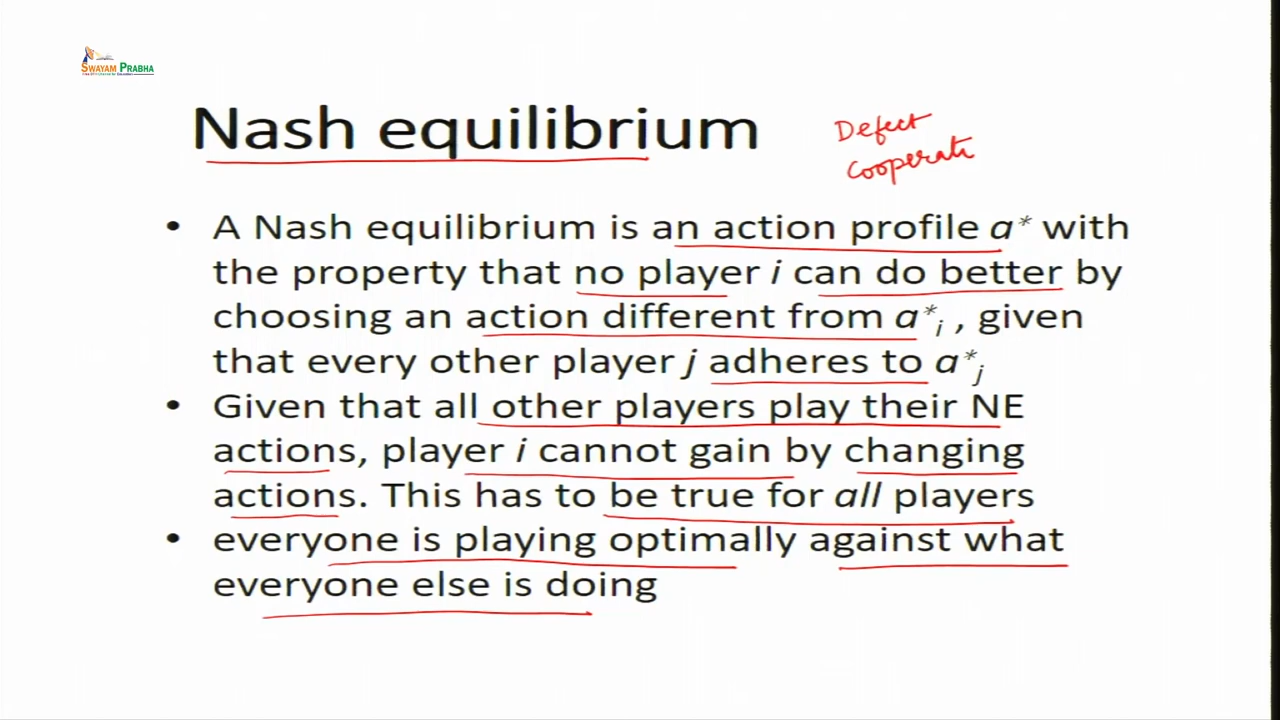 SWAYAM PRABHA
Nash equilibrium
Defect
Cooperate
• A Nash equilibrium is an action profile a* with
the property that no player i can do better by
choosing an action different from a*i , given
that every other player j adheres to a*j
• Given that all other players play their NE
actions, player i cannot gain by changing
actions. This has to be true for all players
• everyone is playing optimally against what
everyone else is doing